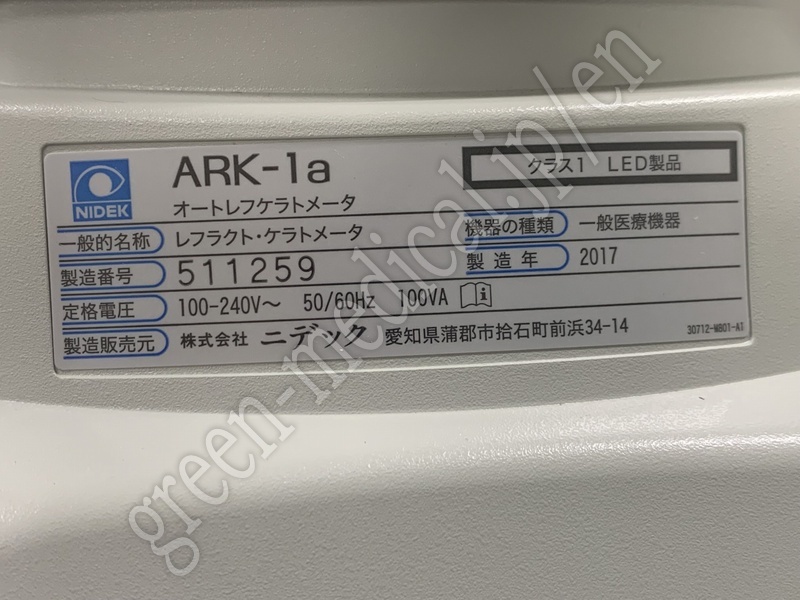 NIDEK
ARK-1a
クラス1 LED製品
オートレフケラトメータ
一般的名称 レフラクト・ケラトメータ 機器の種類 一般医療機器
製造番号 511259 製造年 2017
定格電圧 100-240V～ 50/60Hz 100VA
製造販売元 株式会社 ニデック 愛知県蒲郡市拾石町前浜34-14
30712-M801-A1
green-medical.jp/en